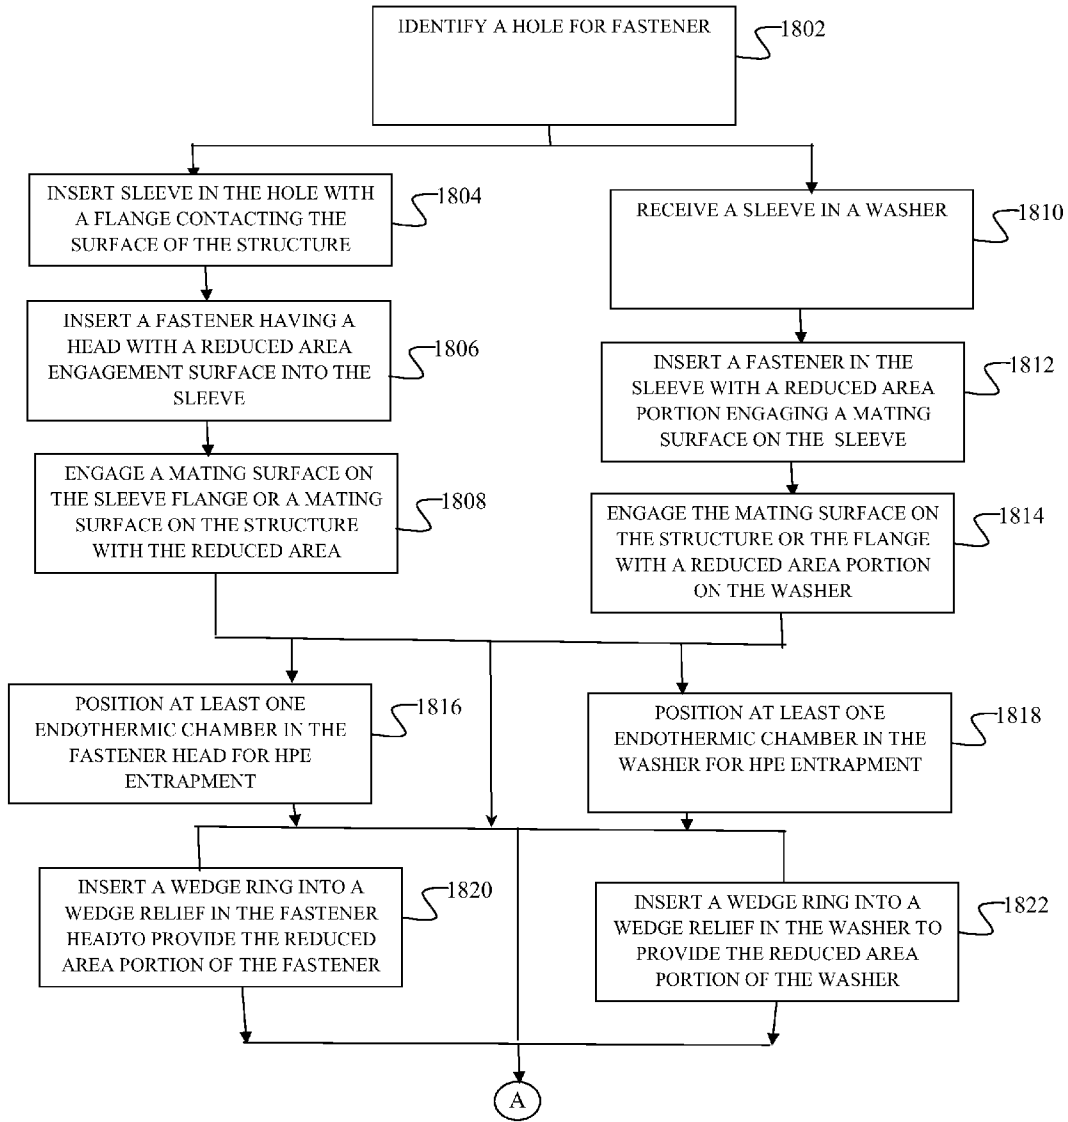 IDENTIFY A HOLE FOR FASTENER
1802
INSERT SLEEVE IN THE HOLE WITH
A FLANGE CONTACTING THE
SURFACE OF THE STRUCTURE
1804
RECEIVE A SLEEVE IN A WASHER
1810
INSERT A FASTENER HAVING A
HEAD WITH A REDUCED AREA
ENGAGEMENT SURFACE INTO THE
SLEEVE
1806
INSERT A FASTENER IN THE
SLEEVE WITH A REDUCED AREA
PORTION ENGAGING A MATING
SURFACE ON THE SLEEVE
1812
ENGAGE A MATING SURFACE ON
THE SLEEVE FLANGE OR A MATING
SURFACE ON THE STRUCTURE
WITH THE REDUCED AREA
1808
ENGAGE THE MATING SURFACE ON
THE STRUCTURE OR THE FLANGE
WITH A REDUCED AREA PORTION
ON THE WASHER
1814
POSITION AT LEAST ONE
ENDOTHERMIC CHAMBER IN THE
FASTENER HEAD FOR HPE
ENTRAPMENT
1816
POSITION AT LEAST ONE
ENDOTHERMIC CHAMBER IN THE
WASHER FOR HPE ENTRAPMENT
1818
INSERT A WEDGE RING INTO A
WEDGE RELIEF IN THE FASTENER
HEADTO PROVIDE THE REDUCED
AREA PORTION OF THE FASTENER
1820
INSERT A WEDGE RING INTO A
WEDGE RELIEF IN THE WASHER TO
PROVIDE THE REDUCED AREA
PORTION OF THE WASHER
1822
A